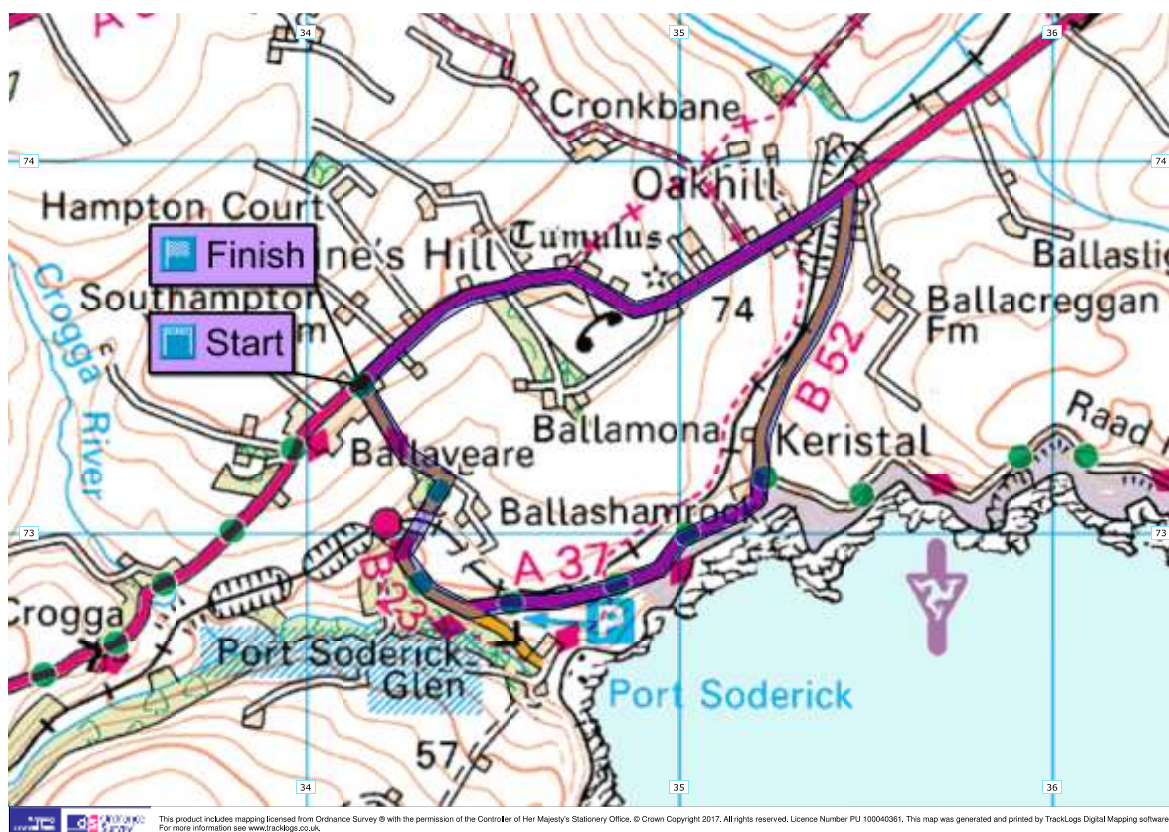 34
35
36
Cronkbane
74
74
Oakhill
Hampton Court
Tumulus
Finish
ne's Hill
Southampton
m
Start
74
Ballacreggan
Fm
B 52
Crogga River
Ballamona
Keristal
Raad
Ballaveare
Ballashamrock
73
73
A 37
B 23
P
Crogga
Port Soderick
Glen
Port Soderick
57
34
35
36
Ordnance
Survey
This product includes mapping licensed from Ordnance Survey ® with the permission of the Controller of Her Majesty's Stationery Office. © Crown Copyright 2017. All rights reserved. Licence Number PU 100040361. This map was generated and printed by TrackLogs Digital Mapping software
For more information see www.tracklogs.co.uk.